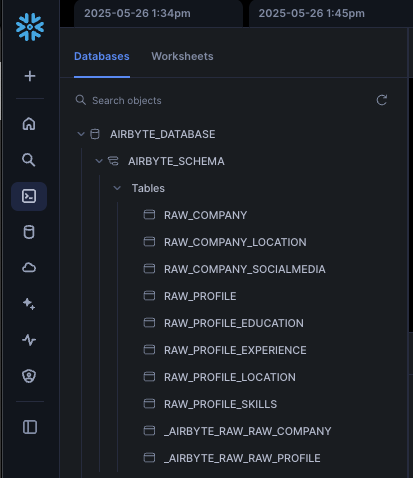 2025-05-26 1:34pm
2025-05-26 1:45pm
Databases
Worksheets
Search objects
AIRBYTE_DATABASE
AIRBYTE_SCHEMA
Tables
RAW_COMPANY
RAW_COMPANY_LOCATION
RAW_COMPANY_SOCIALMEDIA
RAW_PROFILE
RAW_PROFILE_EDUCATION
RAW_PROFILE_EXPERIENCE
RAW_PROFILE_LOCATION
RAW_PROFILE_SKILLS
_AIRBYTE_RAW_RAW_COMPANY
_AIRBYTE_RAW_RAW_PROFILE